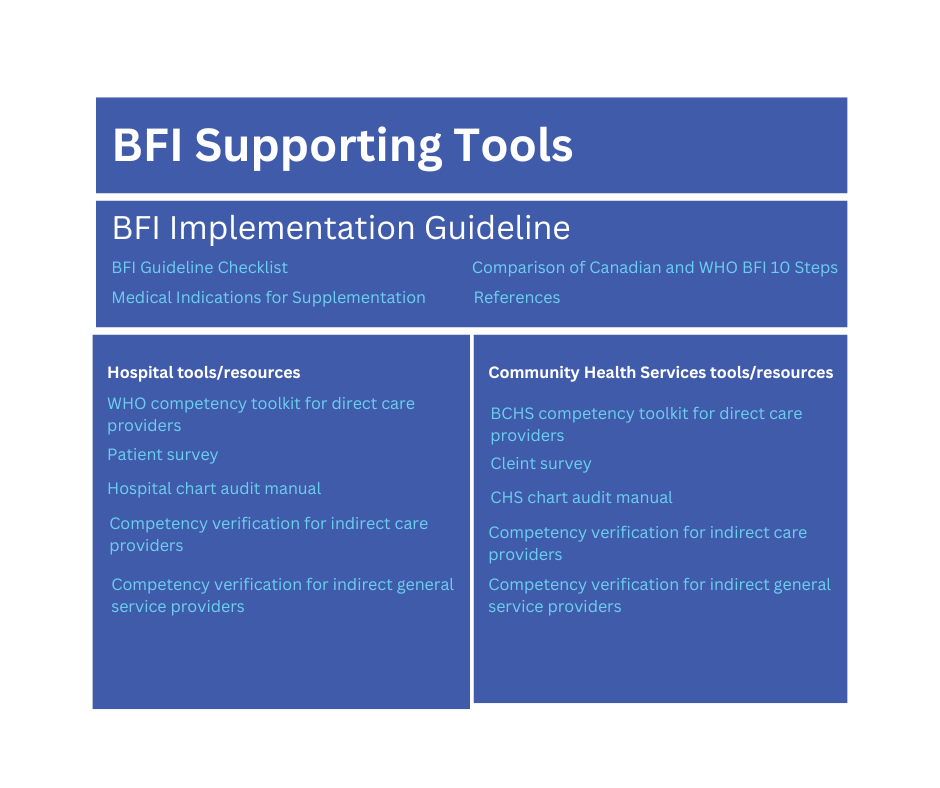 BFI Supporting Tools
BFI Implementation Guideline
BFI Guideline Checklist
Comparison of Canadian and WHO BFI 10 Steps
Medical Indications for Supplementation
References
Hospital tools/resources
WHO competency toolkit for direct care
providers
Patient survey
Hospital chart audit manual
Competency verification for indirect care
providers
Competency verification for indirect general
service providers
Community Health Services tools/resources
BCHS competency toolkit for direct care
providers
Cleint survey
CHS chart audit manual
Competency verification for indirect care
providers
Competency verification for indirect general
service providers